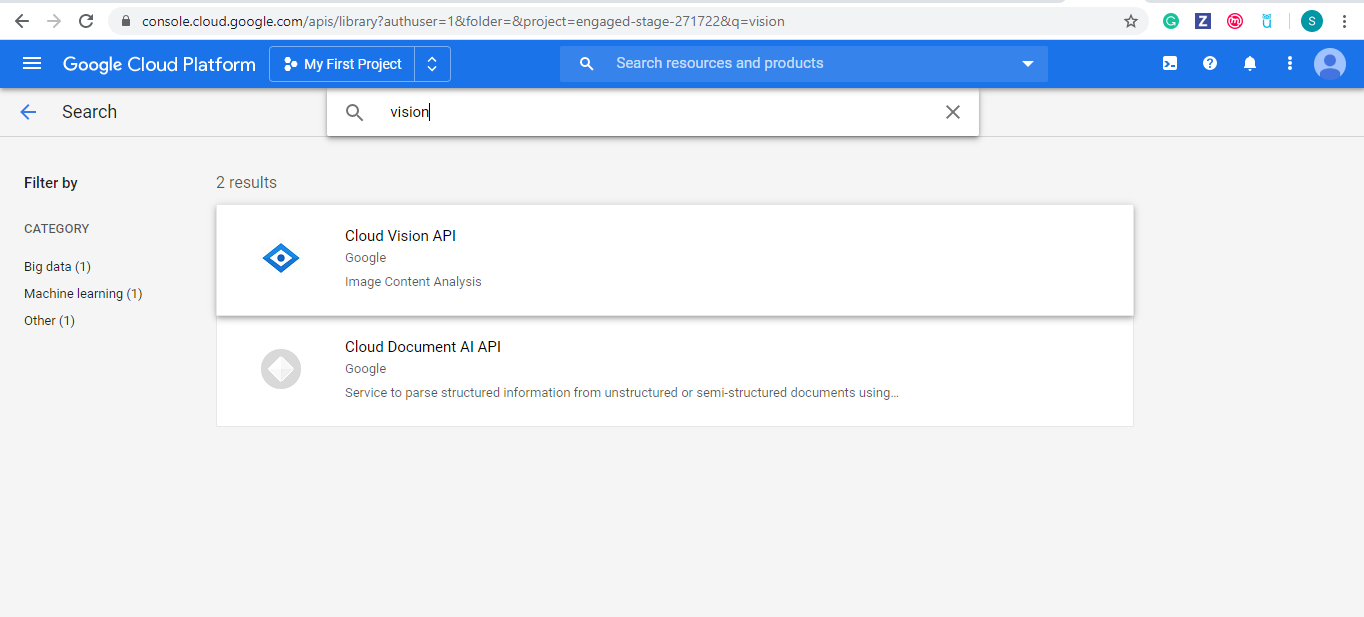 console.cloud.google.com/apis/library?authuser=1&folder=&project=engaged-stage-271722&q=vision
Z
m
S
Google Cloud Platform
My First Project
Search resources and products
Search
vision
Filter by
2 results
CATEGORY
Big data (1)
Machine learning (1)
Other (1)
Cloud Vision API
Google
Image Content Analysis
Cloud Document AI API
Google
Service to parse structured information from unstructured or semi-structured documents using...